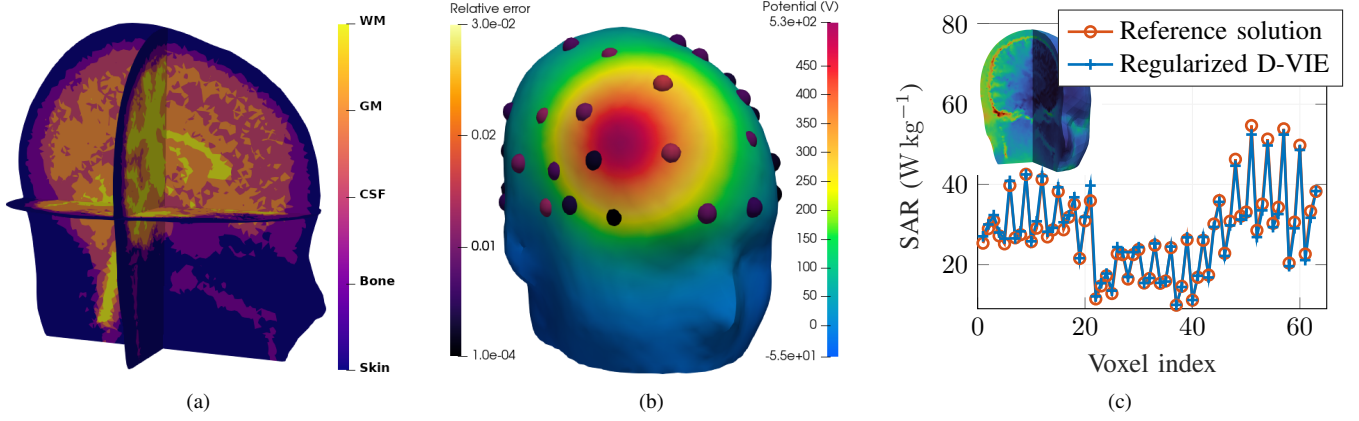 WM
GM
CSF
Bone
Skin
(a)
Relative error
3.0e-02
0.02
0.01
1.0e-04
Potential (V)
5.3e+02
450
400
350
300
250
200
150
100
50
0
-5.5e+01
(b)
Reference solution
Regularized D-VIE
SAR (W kg⁻¹)
80
60
40
20
0 20 40 60
Voxel index
(c)